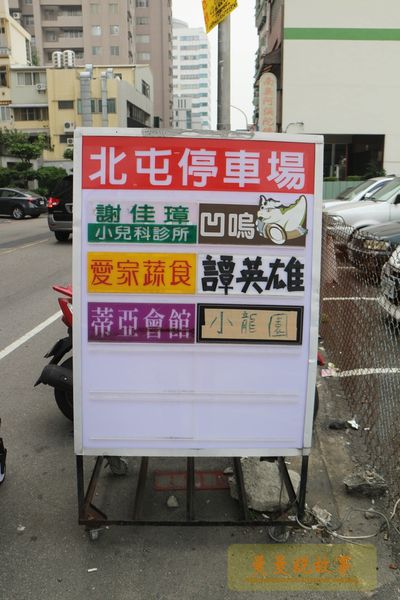 北屯停車場
謝佳璋
小兒科診所
凹嗚
愛家蔬食
譚英雄
蒂亞會館
小龍園